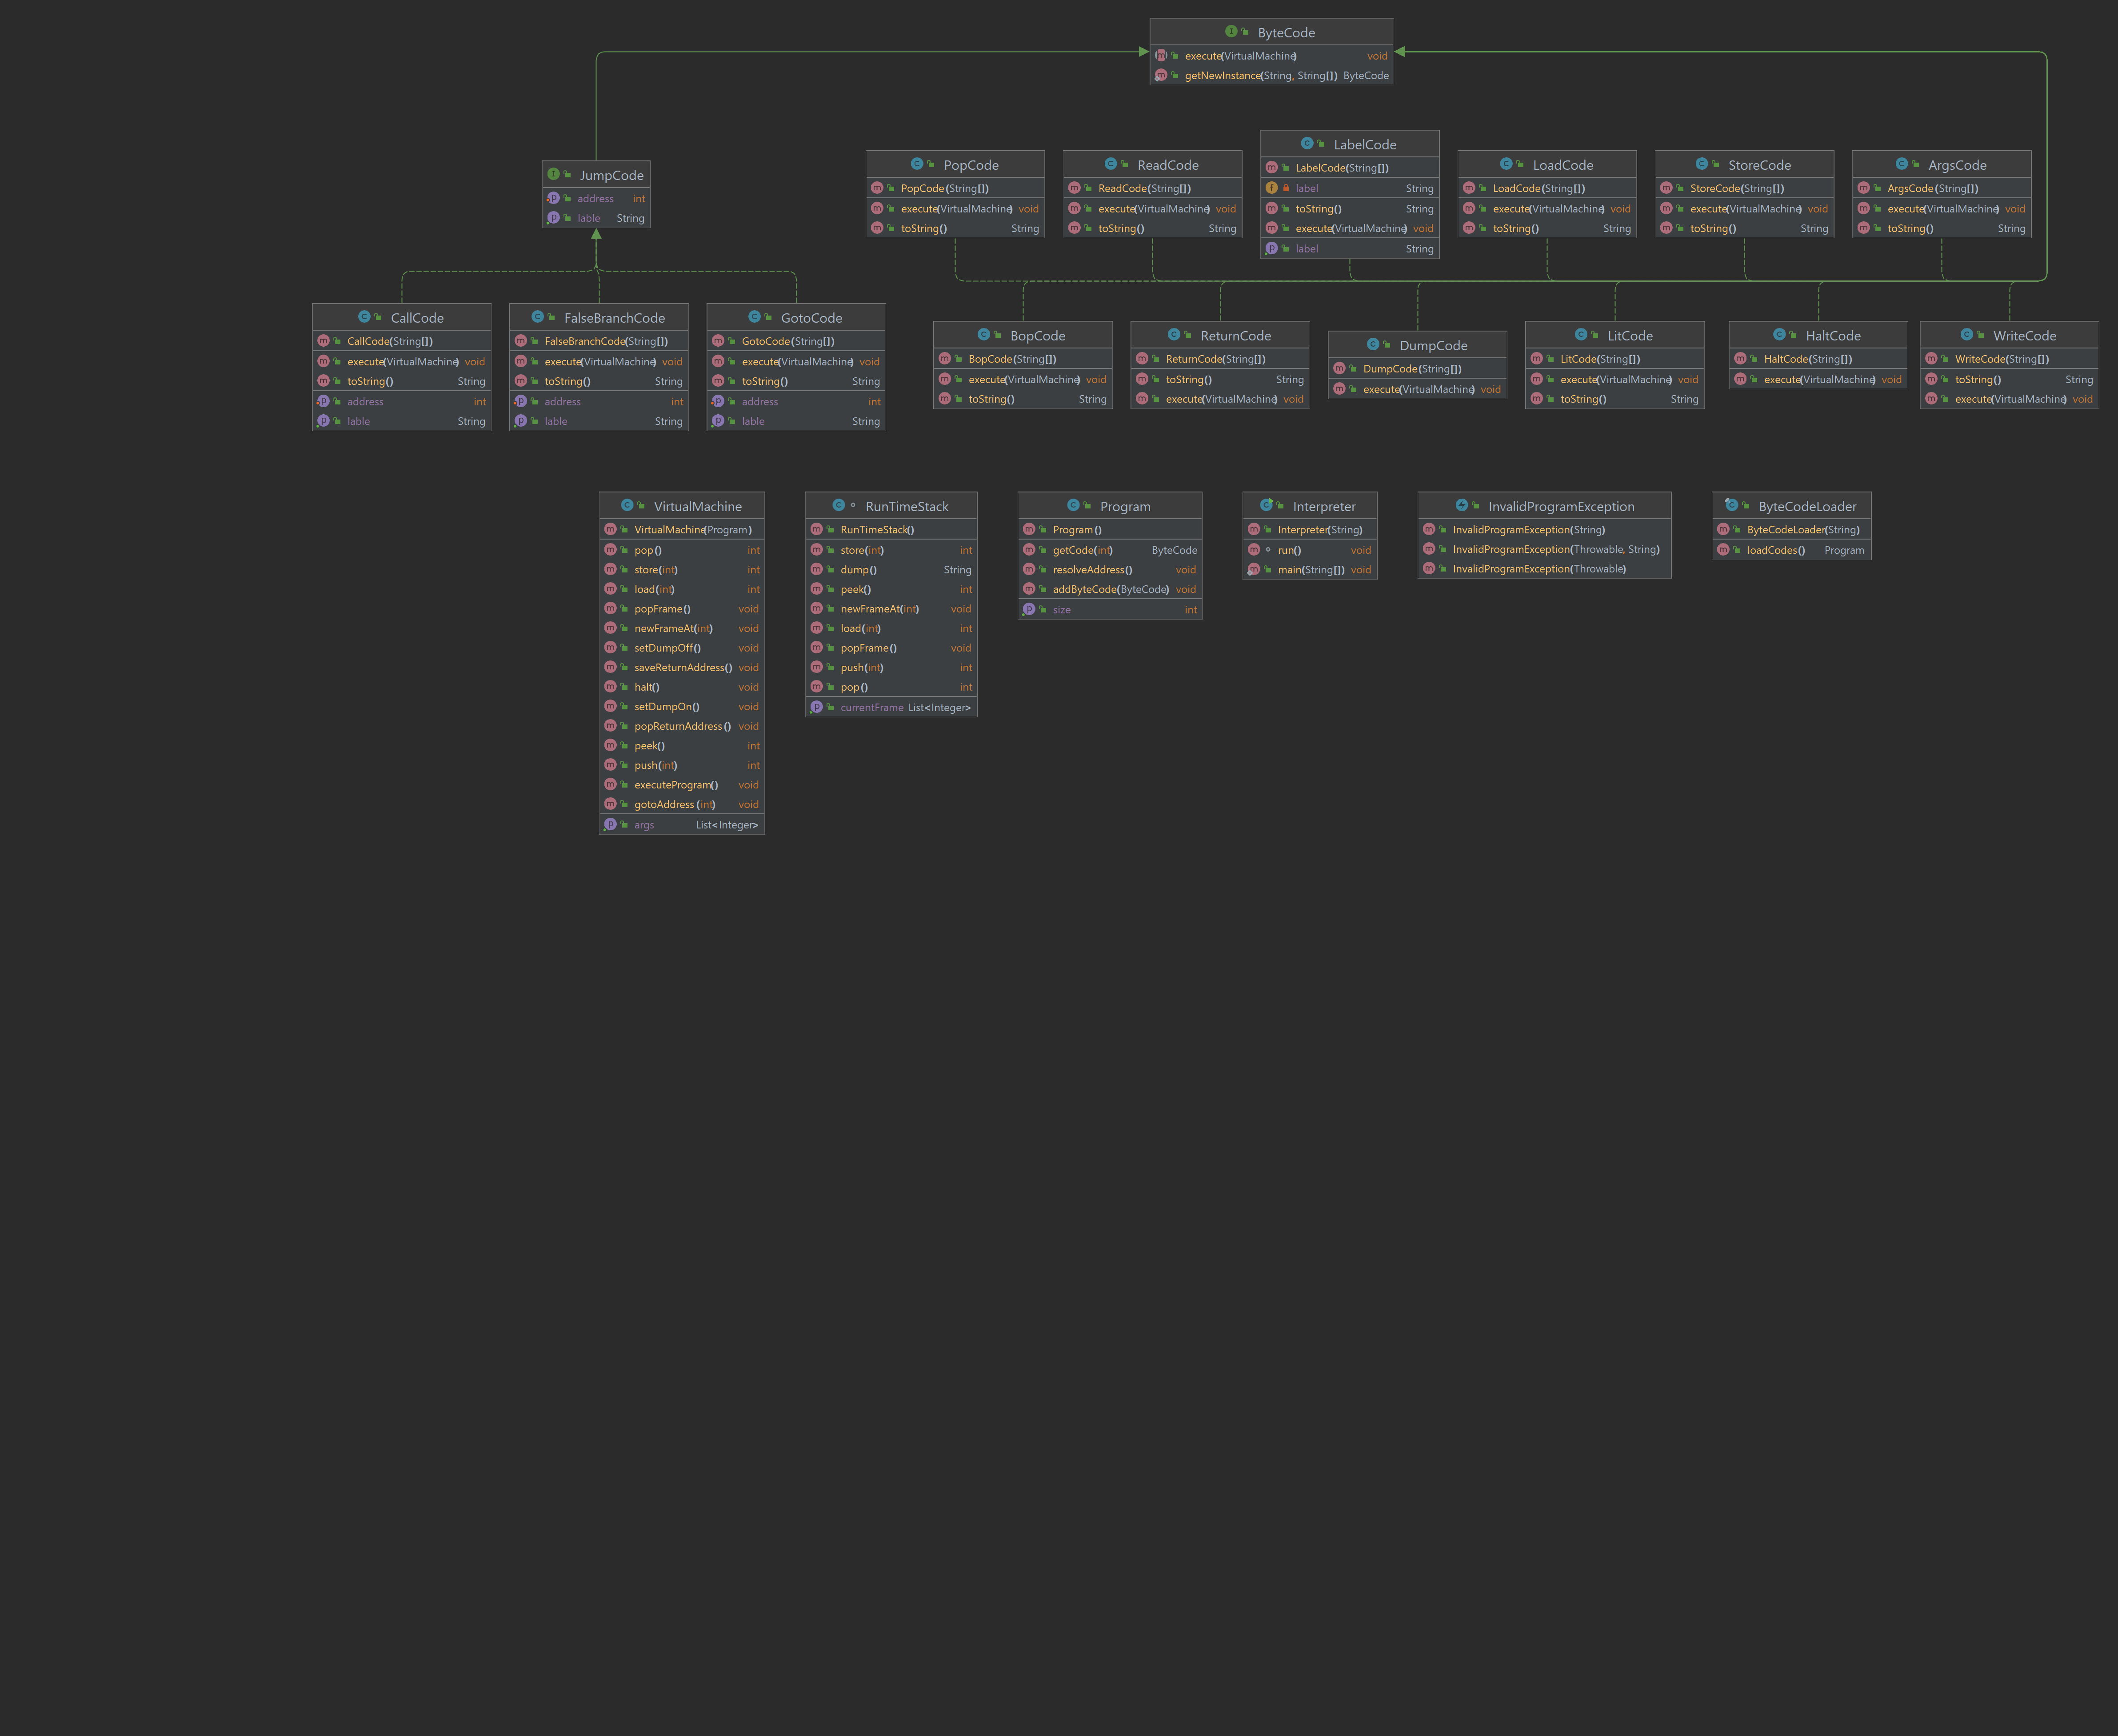 ByteCode
execute(VirtualMachine) void
getNewInstance(String, String[]) ByteCode
JumpCode
address int
lable String
PopCode
PopCode(String[])
execute(VirtualMachine) void
toString() String
ReadCode
ReadCode(String[])
execute(VirtualMachine) void
toString() String
LabelCode
LabelCode(String[])
label String
toString() String
execute(VirtualMachine) void
label String
LoadCode
LoadCode(String[])
execute(VirtualMachine) void
toString() String
StoreCode
StoreCode(String[])
execute(VirtualMachine) void
toString() String
ArgsCode
ArgsCode(String[])
execute(VirtualMachine) void
toString() String
CallCode
CallCode(String[])
execute(VirtualMachine) void
toString() String
address int
lable String
FalseBranchCode
FalseBranchCode(String[])
execute(VirtualMachine) void
toString() String
address int
lable String
GotoCode
GotoCode(String[])
execute(VirtualMachine) void
toString() String
address int
lable String
BopCode
BopCode(String[])
execute(VirtualMachine) void
toString() String
ReturnCode
ReturnCode(String[])
toString() String
execute(VirtualMachine) void
DumpCode
DumpCode(String[])
execute(VirtualMachine) void
LitCode
LitCode(String[])
execute(VirtualMachine) void
toString() String
HaltCode
HaltCode(String[])
execute(VirtualMachine) void
WriteCode
WriteCode(String[])
toString() String
execute(VirtualMachine) void
VirtualMachine
VirtualMachine(Program)
pop() int
store(int) int
load(int) int
popFrame() void
newFrameAt(int) void
setDumpOff() void
saveReturnAddress() void
halt() void
setDumpOn() void
popReturnAddress() void
peek() int
push(int) int
executeProgram() void
gotoAddress(int) void
args List<Integer>
RunTimeStack
RunTimeStack()
store(int) int
dump() String
peek() int
newFrameAt(int) void
load(int) int
popFrame() void
push(int) int
pop() int
currentFrame List<Integer>
Program
Program()
getCode(int) ByteCode
resolveAddress() void
addByteCode(ByteCode) void
size int
Interpreter
Interpreter(String)
run() void
main(String[]) void
InvalidProgramException
InvalidProgramException(String)
InvalidProgramException(Throwable, String)
InvalidProgramException(Throwable)
ByteCodeLoader
ByteCodeLoader(String)
loadCodes() Program